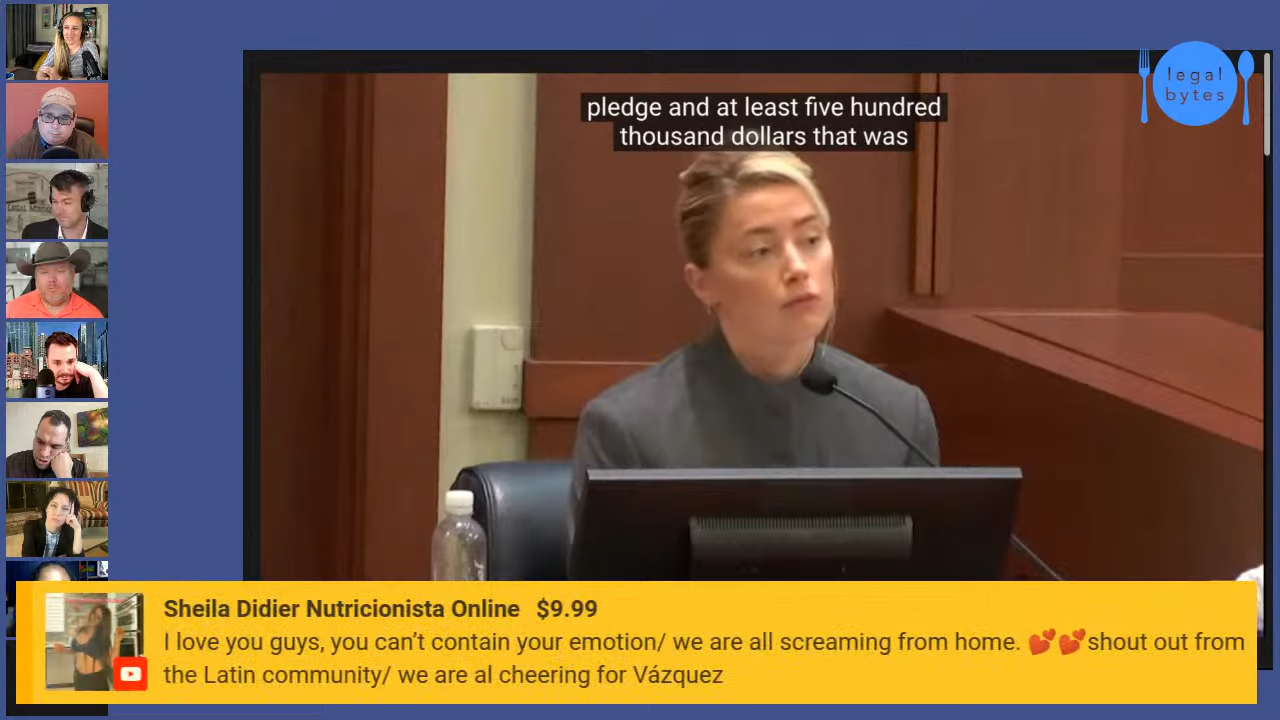 pledge and at least five hundred
thousand dollars that was
legal
bytes
Sheila Didier Nutricionista Online $9.99
I love you guys, you can't contain your emotion/ we are all screaming from home. 💕💕shout out from
the Latin community/ we are al cheering for Vázquez